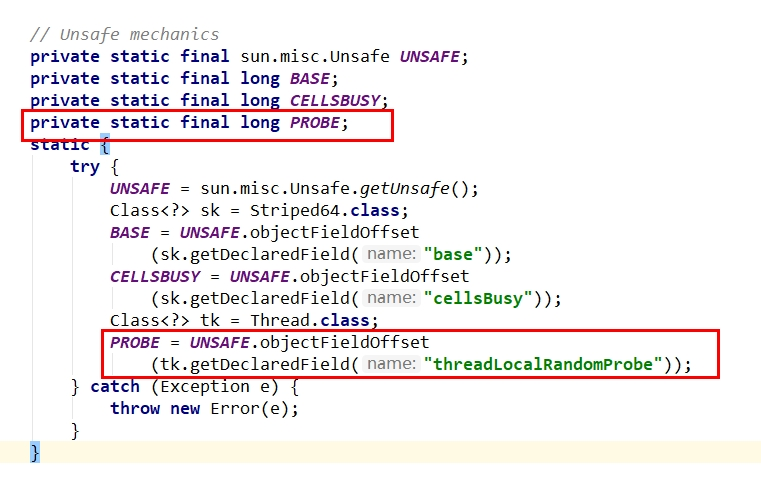 // Unsafe mechanics
private static final sun.misc.Unsafe UNSAFE;
private static final long BASE;
private static final long CELLSBUSY;
private static final long PROBE;
static {
try {
UNSAFE = sun.misc.Unsafe.getUnsafe();
Class<?> sk = Striped64.class;
BASE = UNSAFE.objectFieldOffset
(sk.getDeclaredField( name: "base"));
CELLSBUSY = UNSAFE.objectFieldOffset
(sk.getDeclaredField( name: "cellsBusy"));
Class<?> tk = Thread.class;
PROBE = UNSAFE.objectFieldOffset
(tk.getDeclaredField( name: "threadLocalRandomProbe"));
} catch (Exception e) {
throw new Error(e);
}
}
}